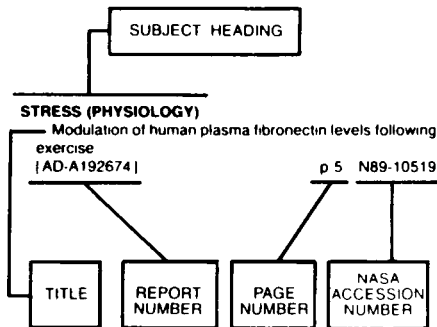 SUBJECT HEADING
STRESS (PHYSIOLOGY)
Modulation of human plasma fibronectin levels following
exercise
[AD-A192674] p 5 N89-10519
TITLE
REPORT
NUMBER
PAGE
NUMBER
NASA
ACCESSION
NUMBER